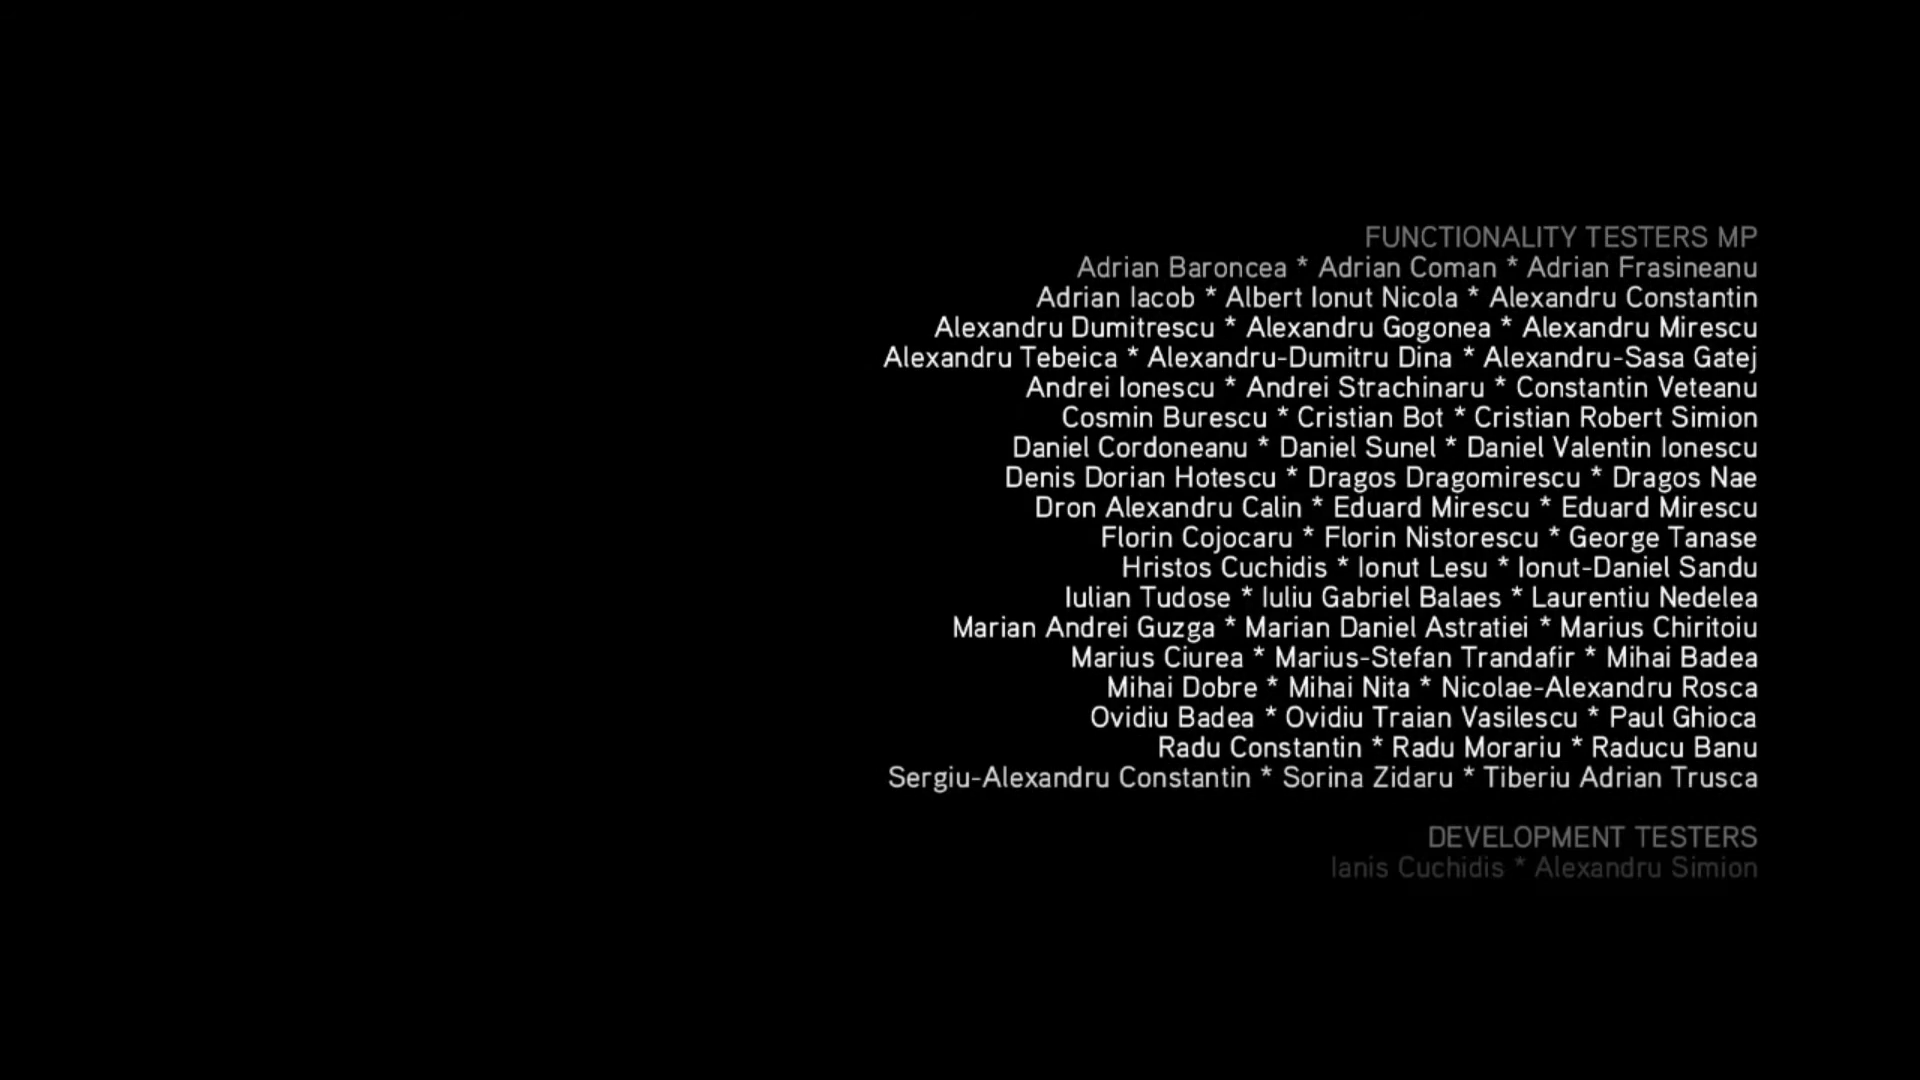 FUNCTIONALITY TESTERS MP
Adrian Baroncea * Adrian Coman * Adrian Frasineanu
Adrian Iacob * Albert Ionut Nicola * Alexandru Constantin
Alexandru Dumitrescu * Alexandru Gogonea * Alexandru Mirescu
Alexandru Tebeica * Alexandru-Dumitru Dina * Alexandru-Sasa Gatej
Andrei Ionescu * Andrei Strachinaru * Constantin Veteanu
Cosmin Burescu * Cristian Bot * Cristian Robert Simion
Daniel Cordoneanu * Daniel Sunel * Daniel Valentin Ionescu
Denis Dorian Hotescu * Dragos Dragomirescu * Dragos Nae
Dron Alexandru Calin * Eduard Mirescu * Eduard Mirescu
Florin Cojocaru * Florin Nistorescu * George Tanase
Hristos Cuchidis * Ionut Lesu * Ionut-Daniel Sandu
Iulian Tudose * Iuliu Gabriel Balaes * Laurentiu Nedelea
Marian Andrei Guzga * Marian Daniel Astratiei * Marius Chiritoiu
Marius Ciurea * Marius-Stefan Trandafir * Mihai Badea
Mihai Dobre * Mihai Nita * Nicolae-Alexandru Rosca
Ovidiu Badea * Ovidiu Traian Vasilescu * Paul Ghioca
Radu Constantin * Radu Morariu * Raducu Banu
Sergiu-Alexandru Constantin * Sorina Zidaru * Tiberiu Adrian Trusca
DEVELOPMENT TESTERS
Ianis Cuchidis * Alexandru Simion